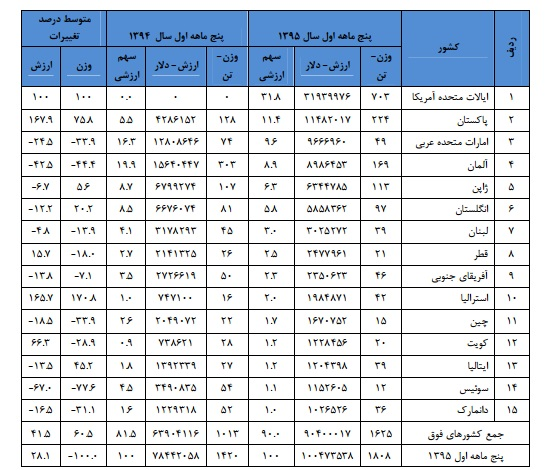 ردیف کشور پنج ماهه اول سال ۱۳۹۵ پنج ماهه اول سال ۱۳۹۴ متوسط درصد تغییرات
وزن- تن ارزش- دلار سهم ارزشی وزن- تن ارزش- دلار سهم ارزشی وزن ارزش
۱ ایالات متحده آمریکا ۷۰۳ ۳۱۹۳۹۹۷۶ ۳۱.۸ ۰ ۰ ۰.۰ ۱۰۰ ۱۰۰
۲ پاکستان ۲۲۴ ۱۱۴۸۲۰۱۷ ۱۱.۴ ۱۲۸ ۴۲۸۶۱۵۲ ۵.۵ ۷۵.۸ ۱۶۷.۹
۳ امارات متحده عربی ۴۹ ۹۶۶۶۹۶۰ ۹.۶ ۷۴ ۱۲۸۰۸۶۴۶ ۱۶.۳ -۳۳.۹ -۲۴.۵
۴ آلمان ۱۶۹ ۸۹۸۶۴۵۳ ۸.۹ ۳۰۳ ۱۵۶۴۰۴۴۷ ۱۹.۹ -۴۴.۴ -۴۲.۵
۵ ژاپن ۱۱۳ ۶۳۴۴۷۸۵ ۶.۳ ۱۰۷ ۶۷۹۹۲۷۴ ۸.۷ ۵.۶ -۶.۷
۶ انگلستان ۹۷ ۵۸۵۸۳۶۲ ۵.۸ ۸۱ ۶۶۷۶۰۷۴ ۸.۵ ۲۰.۲ -۱۲.۲
۷ لبنان ۳۹ ۳۰۲۵۲۷۲ ۳.۰ ۴۵ ۳۱۷۸۲۹۳ ۴.۱ -۱۳.۹ -۴.۸
۸ قطر ۲۱ ۲۴۷۷۹۶۱ ۲.۵ ۲۶ ۲۱۴۱۳۲۵ ۲.۷ -۱۸.۰ ۱۵.۷
۹ آفریقای جنوبی ۴۶ ۲۳۵۰۶۲۳ ۲.۳ ۵۰ ۲۷۲۶۶۱۹ ۳.۵ -۷.۱ -۱۳.۸
۱۰ استرالیا ۴۲ ۱۹۸۴۸۷۱ ۲.۰ ۱۶ ۷۴۷۱۰۰ ۱.۰ ۱۷۰.۸ ۱۶۵.۷
۱۱ چین ۱۵ ۱۶۷۰۷۵۲ ۱.۷ ۲۲ ۲۰۴۹۰۷۲ ۲.۶ -۳۳.۹ -۱۸.۵
۱۲ کویت ۲۰ ۱۲۲۸۴۵۶ ۱.۲ ۲۸ ۷۳۸۶۲۱ ۰.۹ -۲۸.۹ ۶۶.۳
۱۳ ایتالیا ۳۹ ۱۲۰۴۳۹۸ ۱.۲ ۲۷ ۱۳۹۲۳۳۹ ۱.۸ ۴۵.۲ -۱۳.۵
۱۴ سوئیس ۱۲ ۱۱۵۲۶۰۵ ۱.۱ ۵۴ ۳۴۹۰۸۳۵ ۴.۵ -۷۷.۶ -۶۷.۰
۱۵ دانمارک ۳۶ ۱۰۲۶۵۲۶ ۱.۰ ۵۲ ۱۲۲۹۳۱۸ ۱.۶ -۳۱.۱ -۱۶.۵
جمع کشورهای فوق ۱۶۲۵ ۹۰۴۰۰۰۱۷ ۹۰.۰ ۱۰۱۳ ۶۳۹۰۴۱۱۶ ۸۱.۵ ۶۰.۵ ۴۱.۵
پنج ماهه اول ۱۳۹۵ ۱۸۰۸ ۱۰۰۴۷۳۵۳۸ ۱۰۰ ۱۴۲۰ ۷۸۴۴۲۰۵۸ ۱۰۰ -۱۰۰.۰ ۲۸.۱